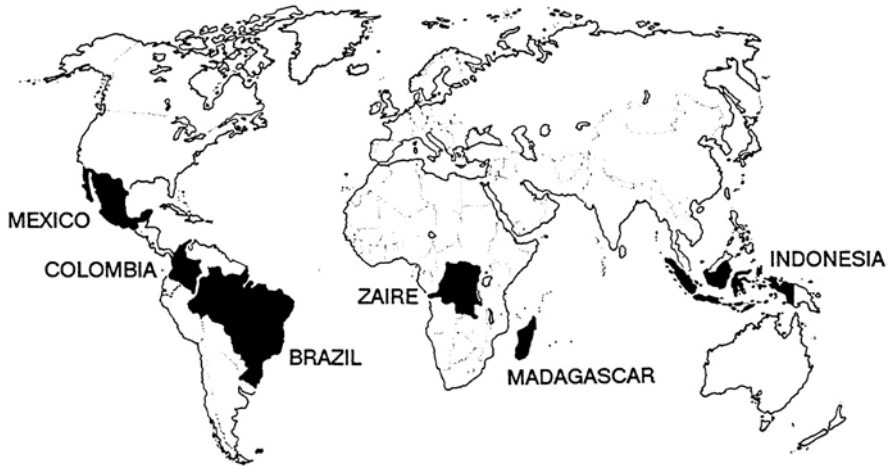 MEXICO
COLOMBIA
BRAZIL
ZAIRE
MADAGASCAR
INDONESIA